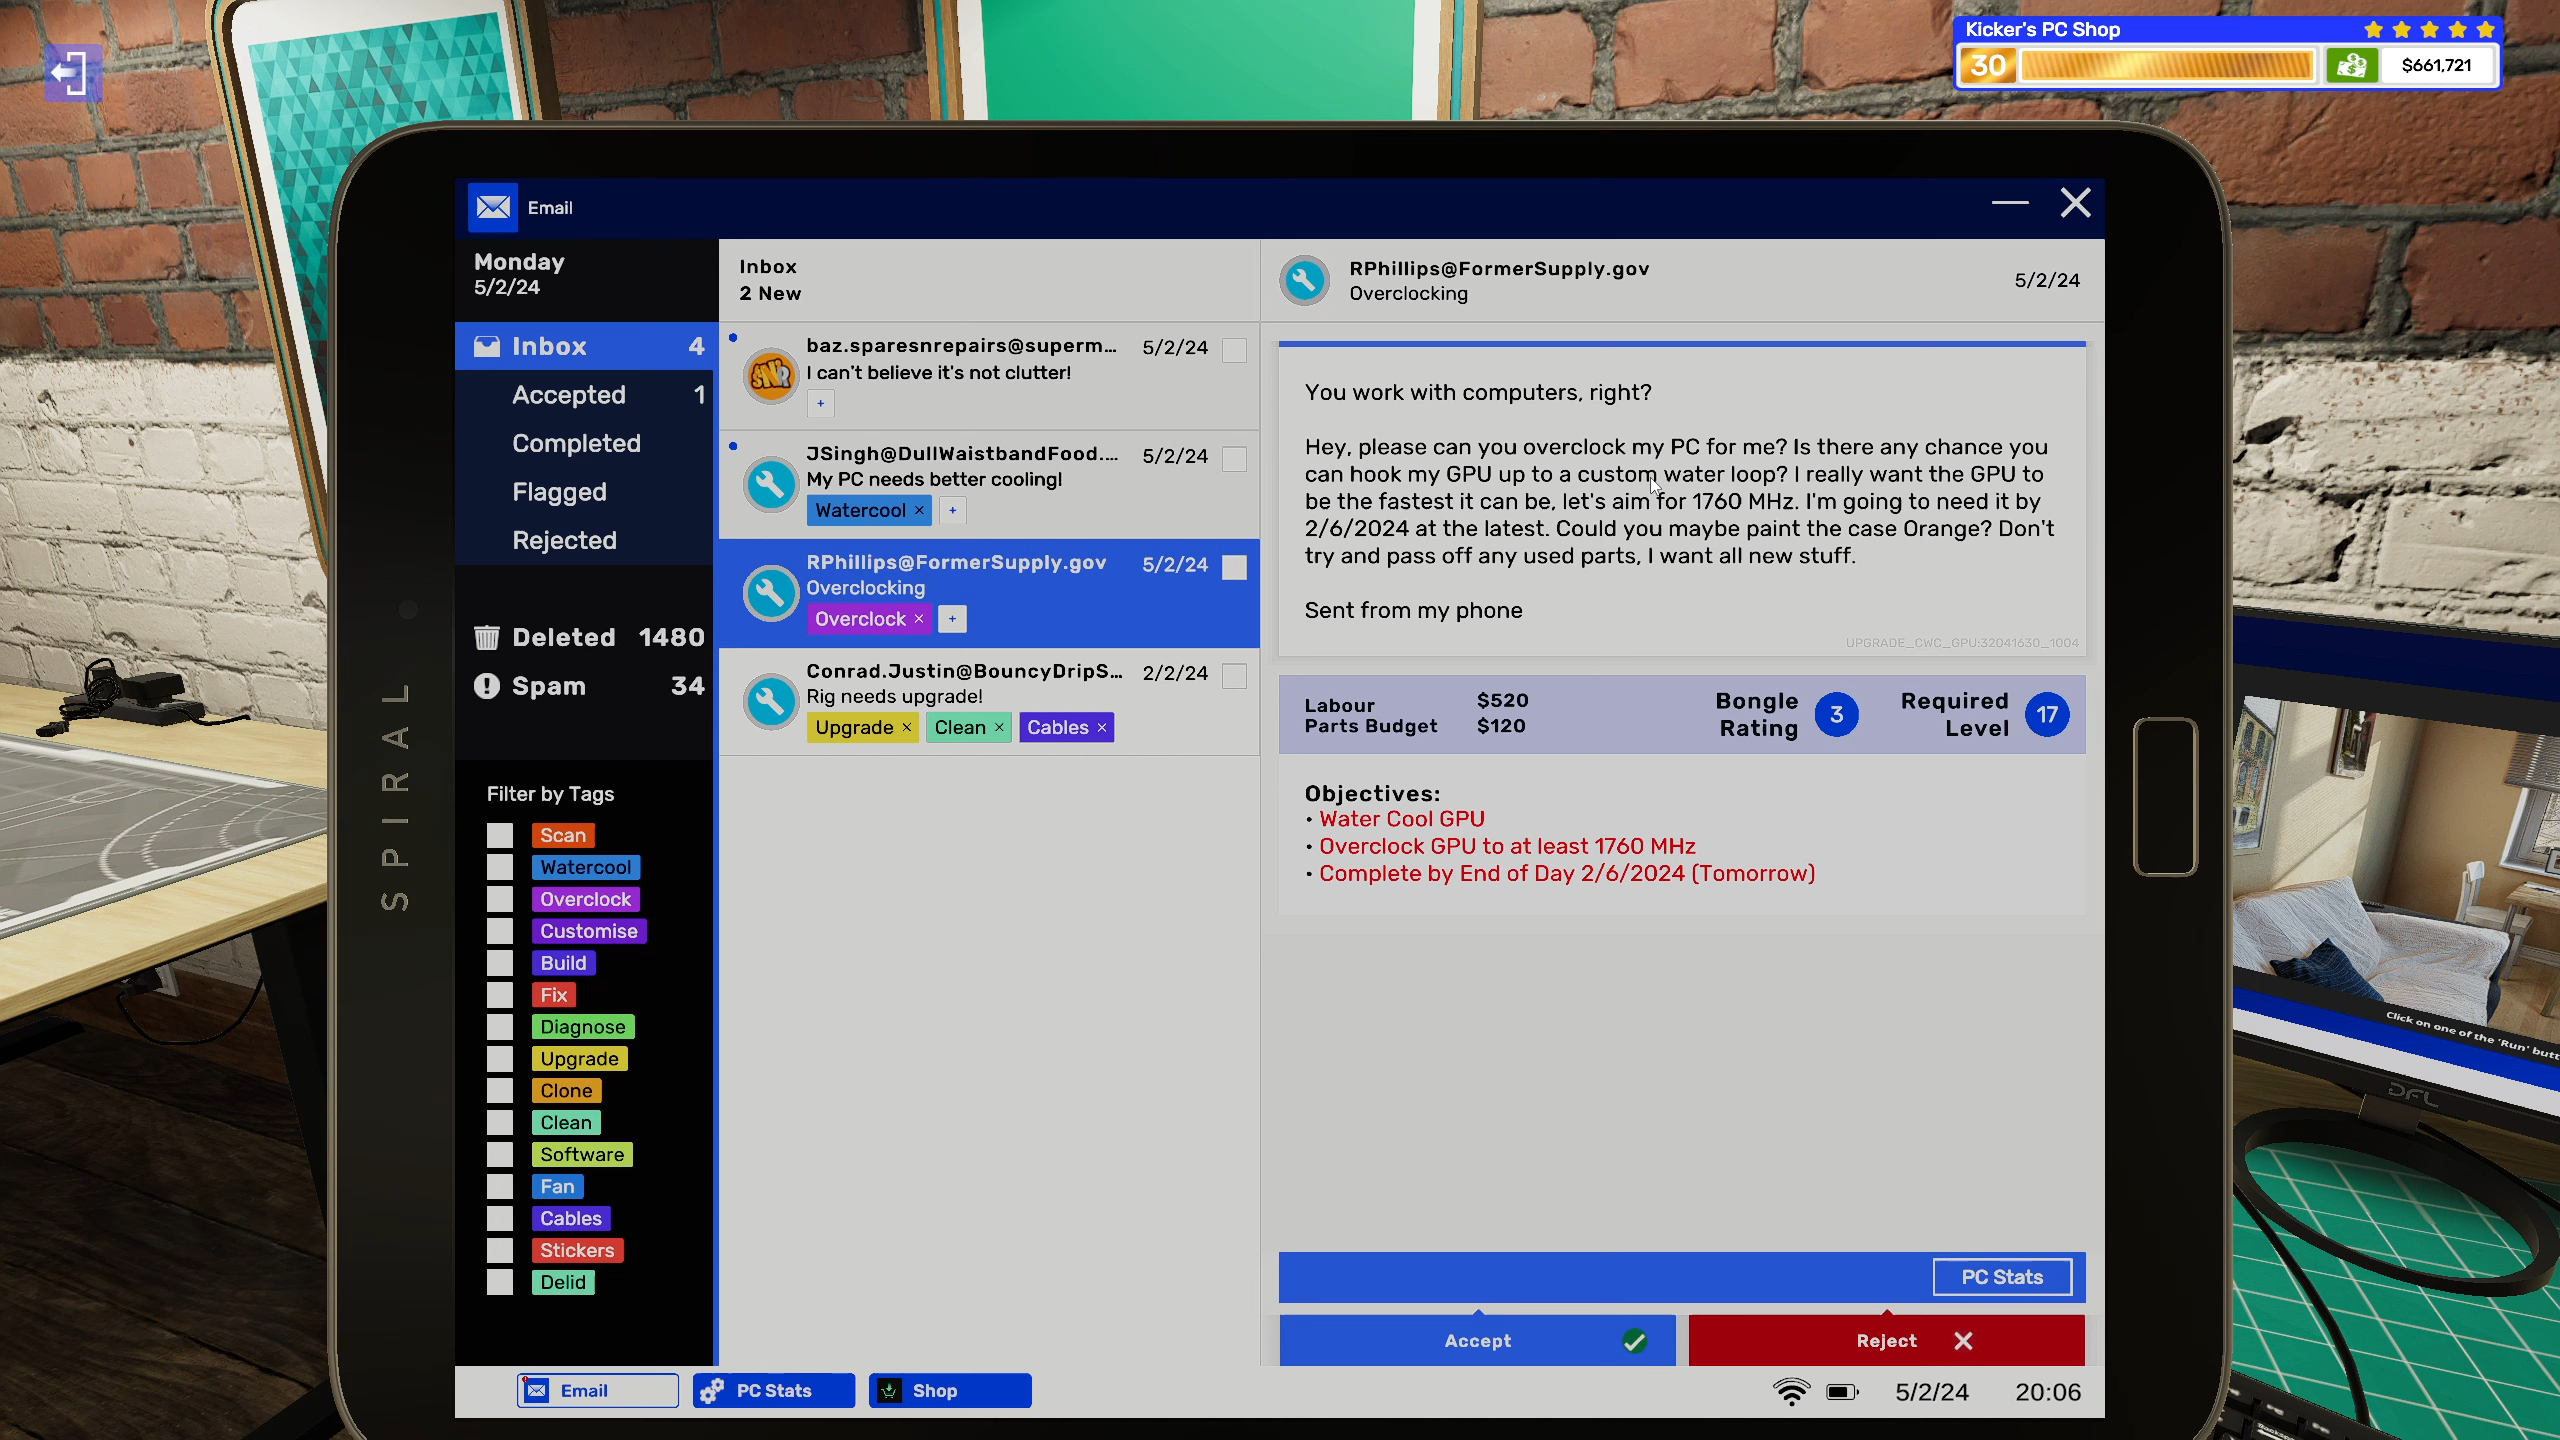 Kicker's PC Shop
30
$661,721
Email
Monday
5/2/24
Inbox 4
Accepted 1
Completed
Flagged
Rejected
Deleted 1480
Spam 34
Filter by Tags
Scan
Watercool
Overclock
Customise
Build
Fix
Diagnose
Upgrade
Clone
Clean
Software
Fan
Cables
Stickers
Delid
Inbox
2 New
baz.sparesnrepairs@superm... 5/2/24
I can't believe it's not clutter!
SNR
+
JSingh@DullWaistbandFood.... 5/2/24
My PC needs better cooling!
Watercool × +
RPhillips@FormerSupply.gov 5/2/24
Overclocking
Overclock × +
Conrad.Justin@BouncyDripS... 2/2/24
Rig needs upgrade!
Upgrade × Clean × Cables ×
RPhillips@FormerSupply.gov
Overclocking
5/2/24
You work with computers, right?
Hey, please can you overclock my PC for me? Is there any chance you
can hook my GPU up to a custom water loop? I really want the GPU to
be the fastest it can be, let's aim for 1760 MHz. I'm going to need it by
2/6/2024 at the latest. Could you maybe paint the case Orange? Don't
try and pass off any used parts, I want all new stuff.
Sent from my phone
UPGRADE_CWC_GPU:32041630_1004
Labour $520
Parts Budget $120
Bongle
Rating 3
Required
Level 17
Objectives:
• Water Cool GPU
• Overclock GPU to at least 1760 MHz
• Complete by End of Day 2/6/2024 (Tomorrow)
PC Stats
Accept
Reject
Email
PC Stats
Shop
5/2/24
20:06
SPIRAL
Click on one of the 'Run' butt
DFL